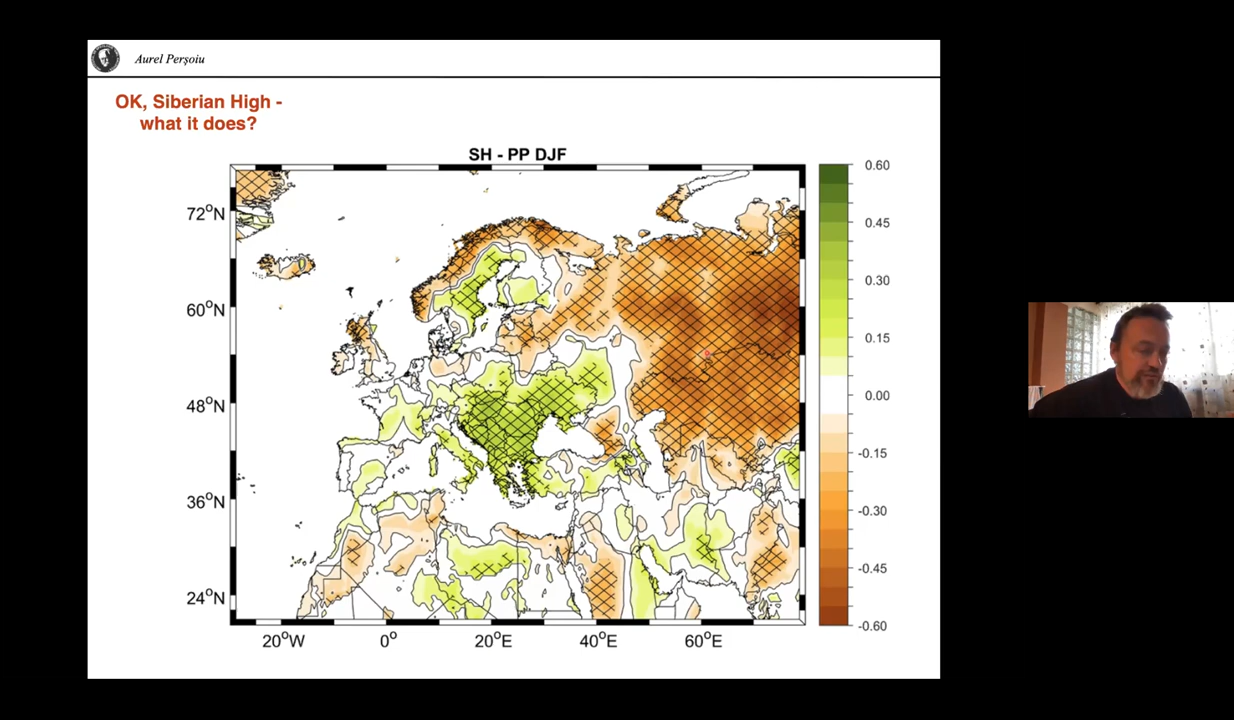 Aurel Perșoiu
OK, Siberian High -
what it does?
SH - PP DJF
72°N
60°N
48°N
36°N
24°N
20°W
0°
20°E
40°E
60°E
0.60
0.45
0.30
0.15
0.00
-0.15
-0.30
-0.45
-0.60